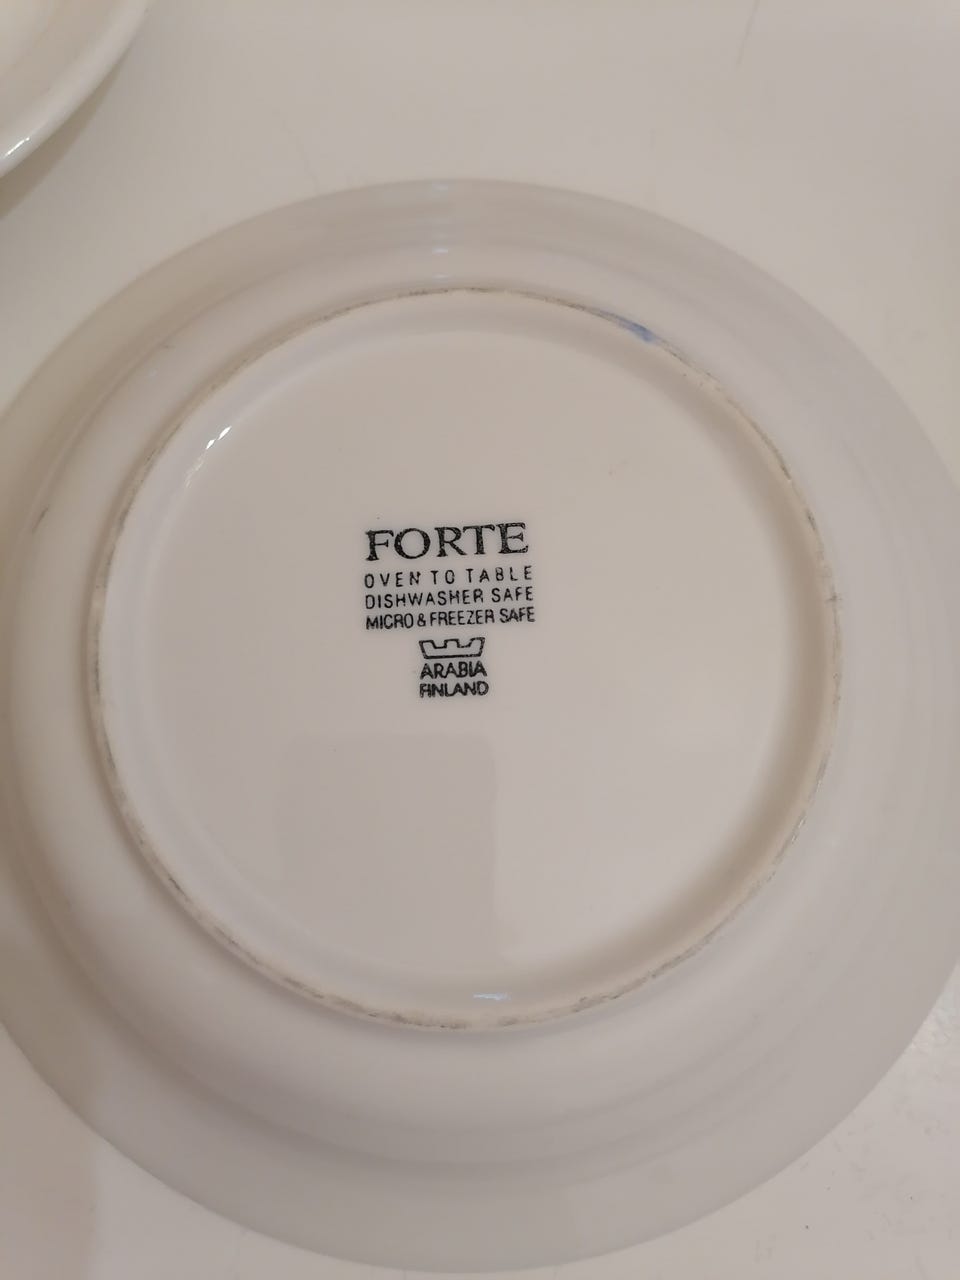 FORTE
OVEN TO TABLE
DISHWASHER SAFE
MICRO & FREEZER SAFE
ARABIA
FINLAND